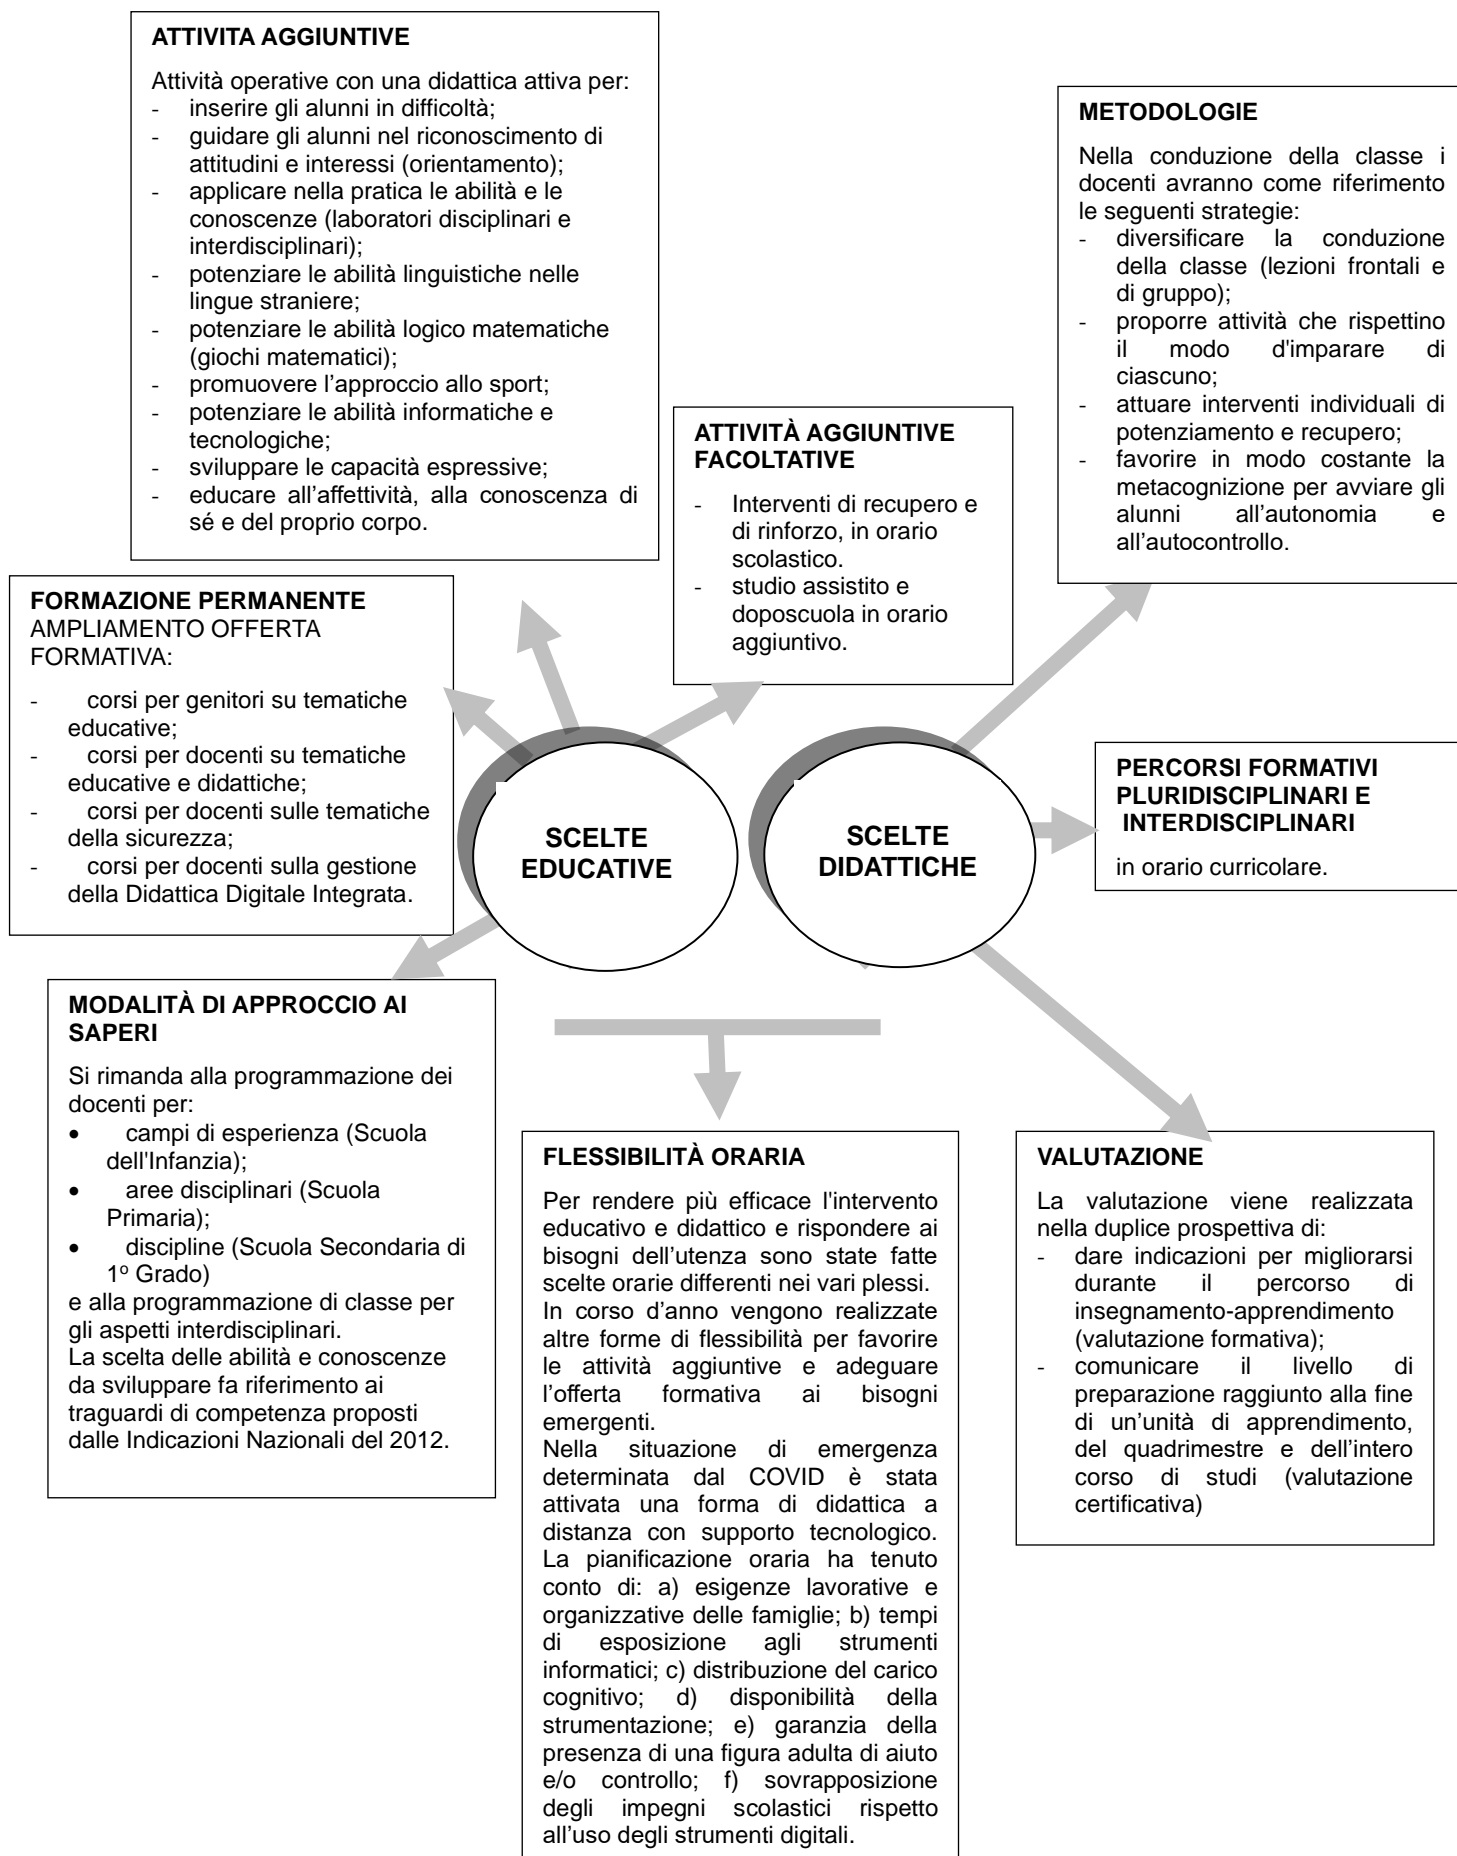 ATTIVITA AGGIUNTIVE
Attività operative con una didattica attiva per:
- inserire gli alunni in difficoltà;
- guidare gli alunni nel riconoscimento di
attitudini e interessi (orientamento);
- applicare nella pratica le abilità e le
conoscenze (laboratori disciplinari e
interdisciplinari);
- potenziare le abilità linguistiche nelle
lingue straniere;
- potenziare le abilità logico matematiche
(giochi matematici);
- promuovere l’approccio allo sport;
- potenziare le abilità informatiche e
tecnologiche;
- sviluppare le capacità espressive;
- educare all’affettività, alla conoscenza di
sé e del proprio corpo.
METODOLOGIE
Nella conduzione della classe i
docenti avranno come riferimento
le seguenti strategie:
- diversificare la conduzione
della classe (lezioni frontali e
di gruppo);
- proporre attività che rispettino
il modo d'imparare di
ciascuno;
- attuare interventi individuali di
potenziamento e recupero;
- favorire in modo costante la
metacognizione per avviare gli
alunni all’autonomia e
all’autocontrollo.
ATTIVITÀ AGGIUNTIVE
FACOLTATIVE
- Interventi di recupero e
di rinforzo, in orario
scolastico.
- studio assistito e
doposcuola in orario
aggiuntivo.
FORMAZIONE PERMANENTE
AMPLIAMENTO OFFERTA
FORMATIVA:
- corsi per genitori su tematiche
educative;
- corsi per docenti su tematiche
educative e didattiche;
- corsi per docenti sulle tematiche
della sicurezza;
- corsi per docenti sulla gestione
della Didattica Digitale Integrata.
SCELTE
EDUCATIVE
SCELTE
DIDATTICHE
PERCORSI FORMATIVI
PLURIDISCIPLINARI E
INTERDISCIPLINARI
in orario curricolare.
MODALITÀ DI APPROCCIO AI
SAPERI
Si rimanda alla programmazione dei
docenti per:
• campi di esperienza (Scuola
dell'Infanzia);
• aree disciplinari (Scuola
Primaria);
• discipline (Scuola Secondaria di
1º Grado)
e alla programmazione di classe per
gli aspetti interdisciplinari.
La scelta delle abilità e conoscenze
da sviluppare fa riferimento ai
traguardi di competenza proposti
dalle Indicazioni Nazionali del 2012.
FLESSIBILITÀ ORARIA
Per rendere più efficace l'intervento
educativo e didattico e rispondere ai
bisogni dell’utenza sono state fatte
scelte orarie differenti nei vari plessi.
In corso d’anno vengono realizzate
altre forme di flessibilità per favorire
le attività aggiuntive e adeguare
l’offerta formativa ai bisogni
emergenti.
Nella situazione di emergenza
determinata dal COVID è stata
attivata una forma di didattica a
distanza con supporto tecnologico.
La pianificazione oraria ha tenuto
conto di: a) esigenze lavorative e
organizzative delle famiglie; b) tempi
di esposizione agli strumenti
informatici; c) distribuzione del carico
cognitivo; d) disponibilità della
strumentazione; e) garanzia della
presenza di una figura adulta di aiuto
e/o controllo; f) sovrapposizione
degli impegni scolastici rispetto
all’uso degli strumenti digitali.
VALUTAZIONE
La valutazione viene realizzata
nella duplice prospettiva di:
- dare indicazioni per migliorarsi
durante il percorso di
insegnamento-apprendimento
(valutazione formativa);
- comunicare il livello di
preparazione raggiunto alla fine
di un’unità di apprendimento,
del quadrimestre e dell’intero
corso di studi (valutazione
certificativa)